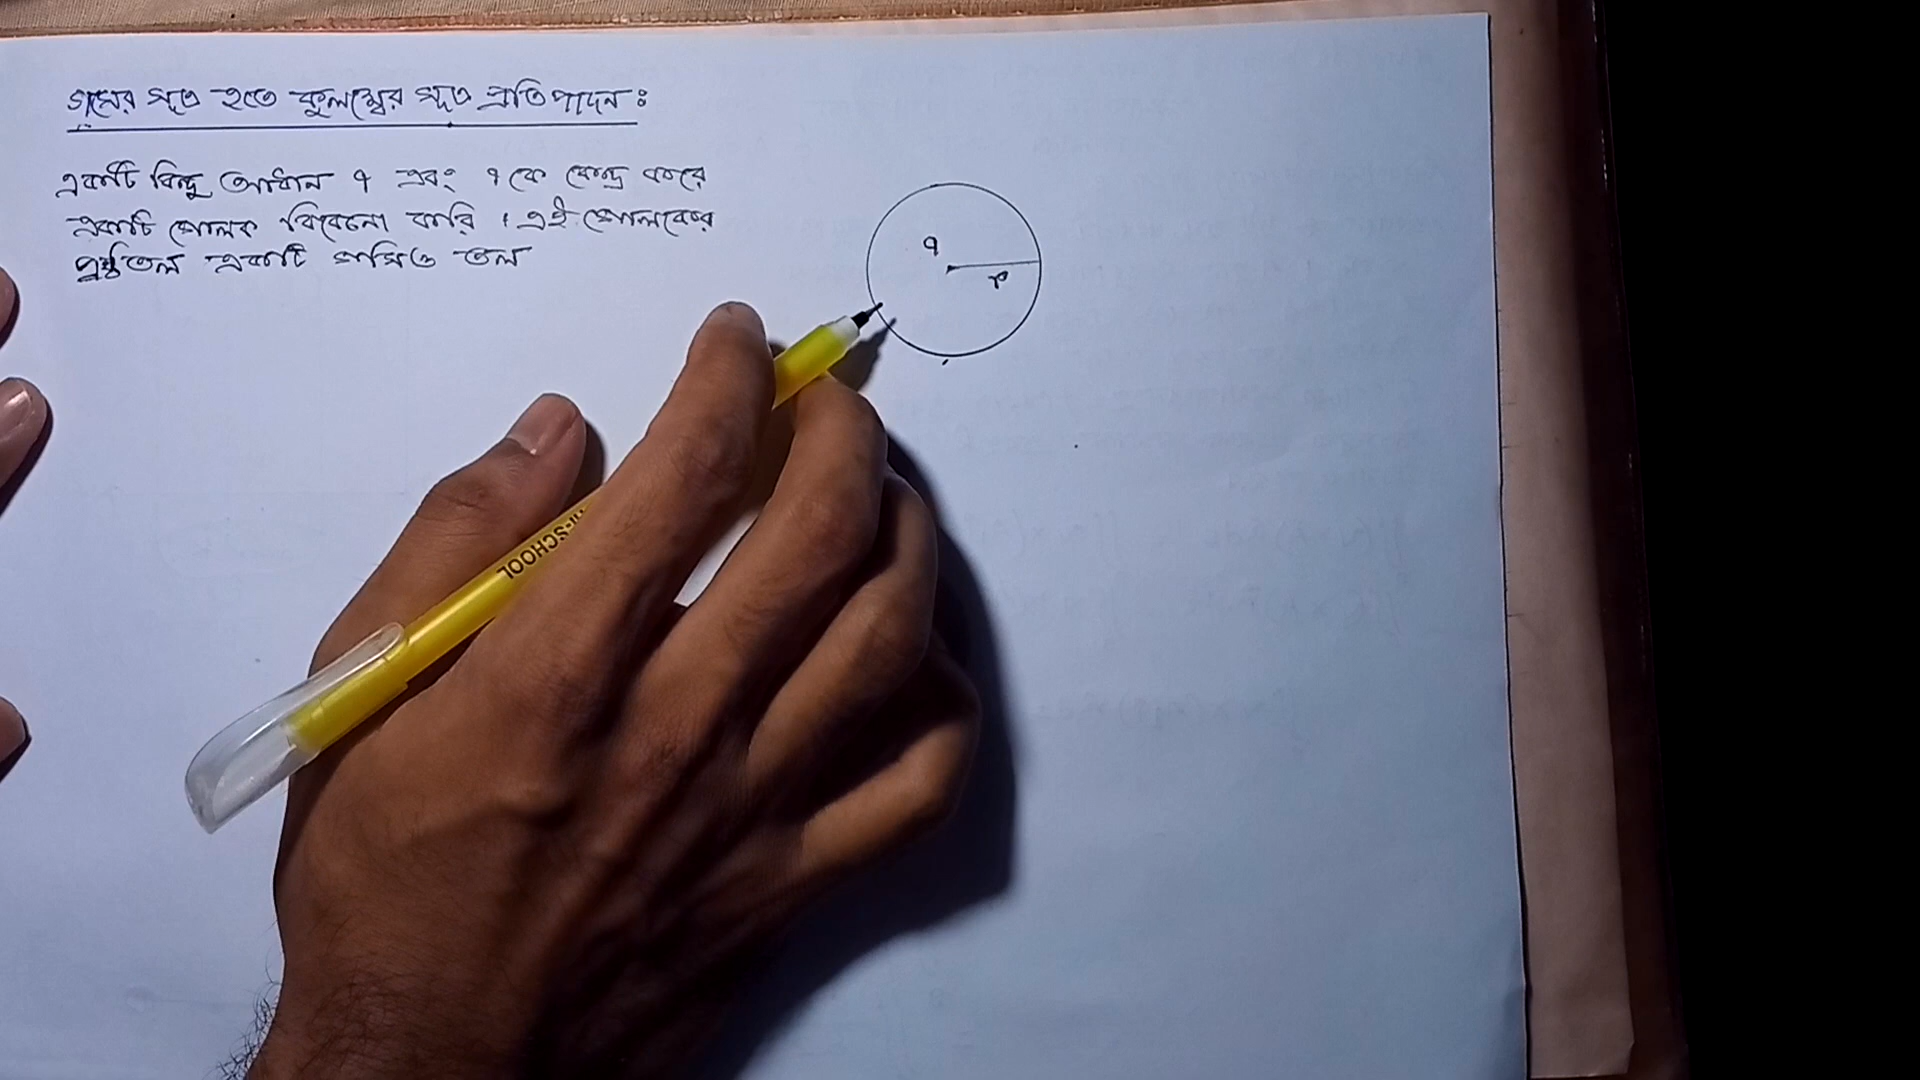 গাসের সূত্র হতে কুলম্বের সূত্র প্রতিপাদন :
একটি বিন্দু আধান q এবং q কে কেন্দ্র করে
একটি গোলক বিবেচনা করি । এই গোলকের
পৃষ্ঠতল একটি গসিও তল
q
r
HI-SCHOOL